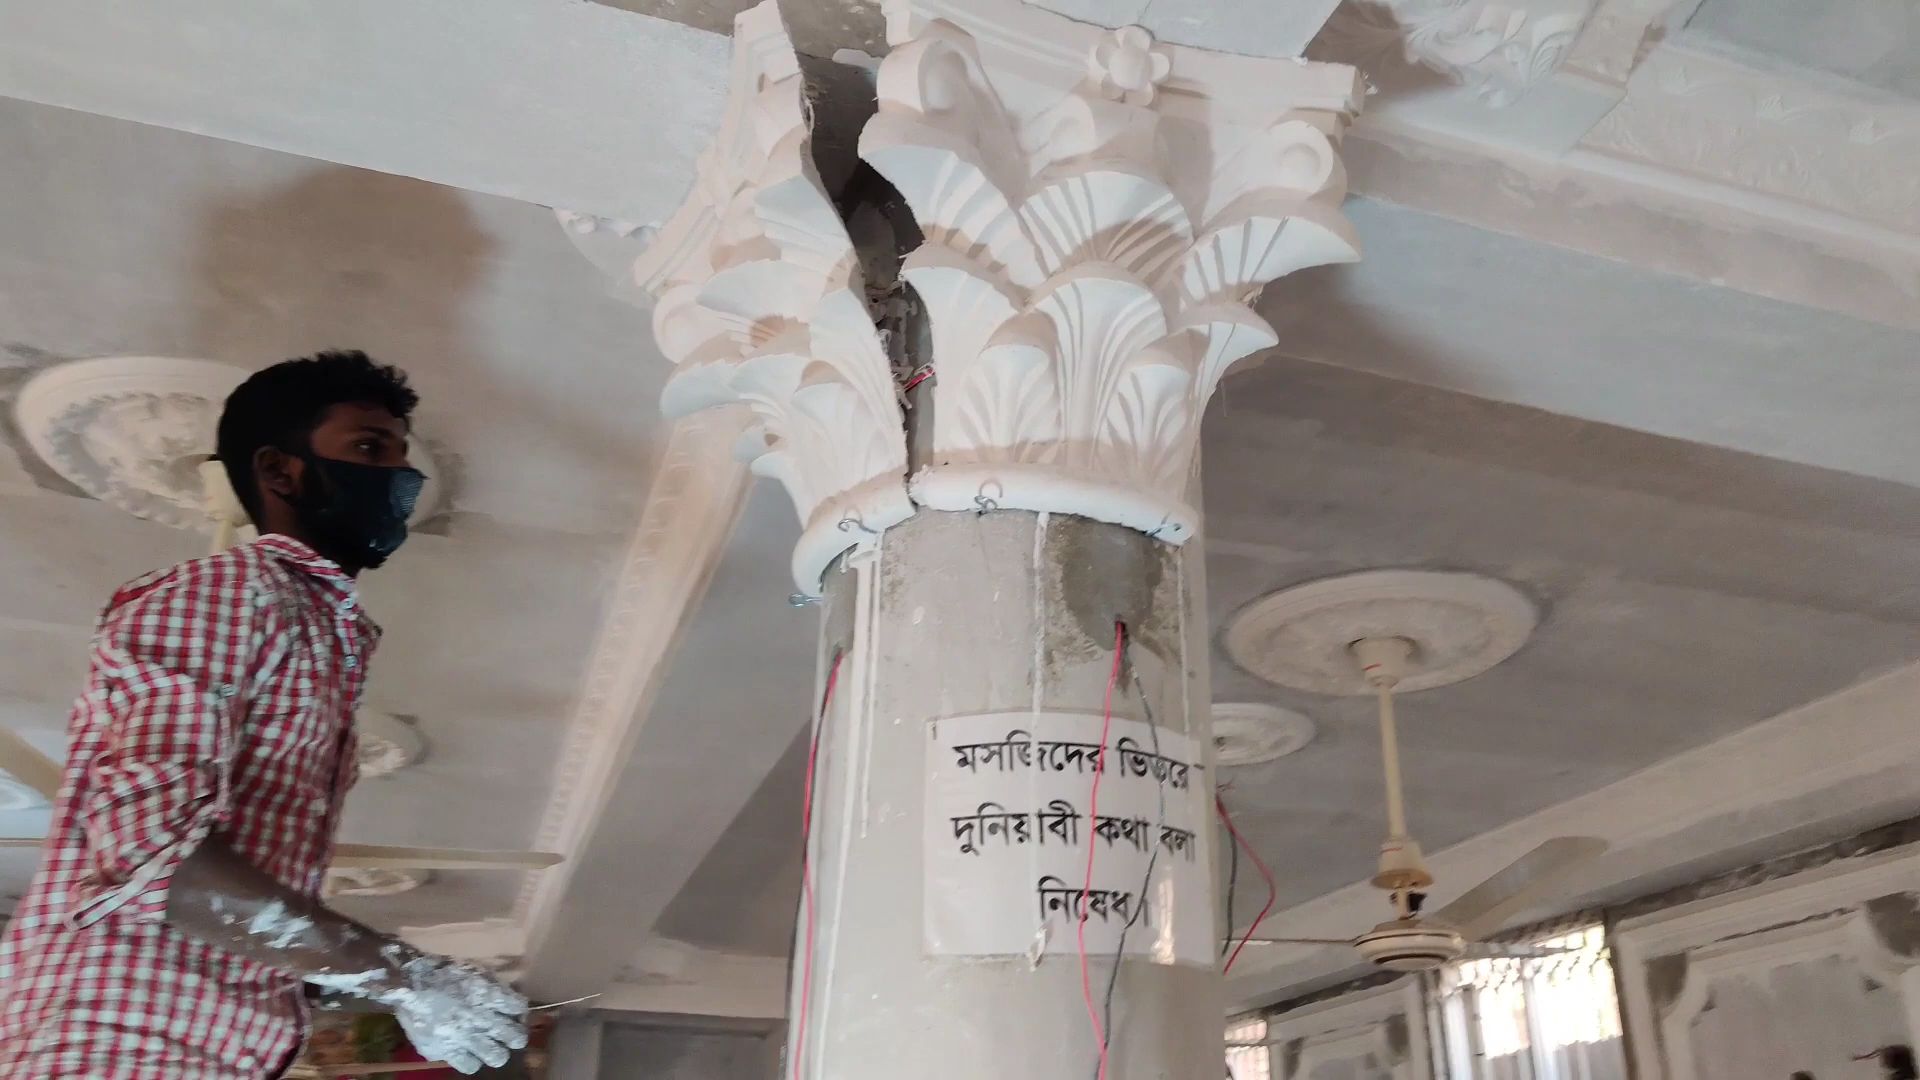 মসজিদের ভিতরে
দুনিয়াবী কথা বলা
নিষেধ।